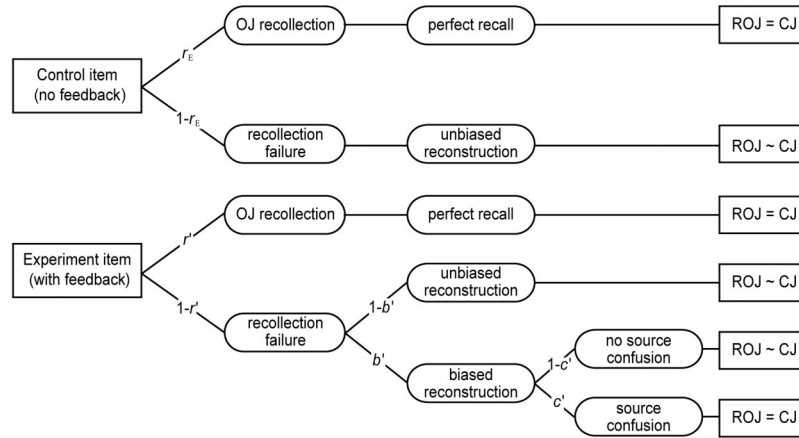 OJ recollection
perfect recall
ROJ = CJ
r_E
Control item
(no feedback)
1-r_E
recollection
failure
unbiased
reconstruction
ROJ ~ CJ
OJ recollection
perfect recall
ROJ = CJ
r'
Experiment item
(with feedback)
unbiased
reconstruction
ROJ ~ CJ
1-r'
1-b'
recollection
failure
no source
confusion
ROJ ~ CJ
b'
1-c'
biased
reconstruction
c'
source
confusion
ROJ = CJ